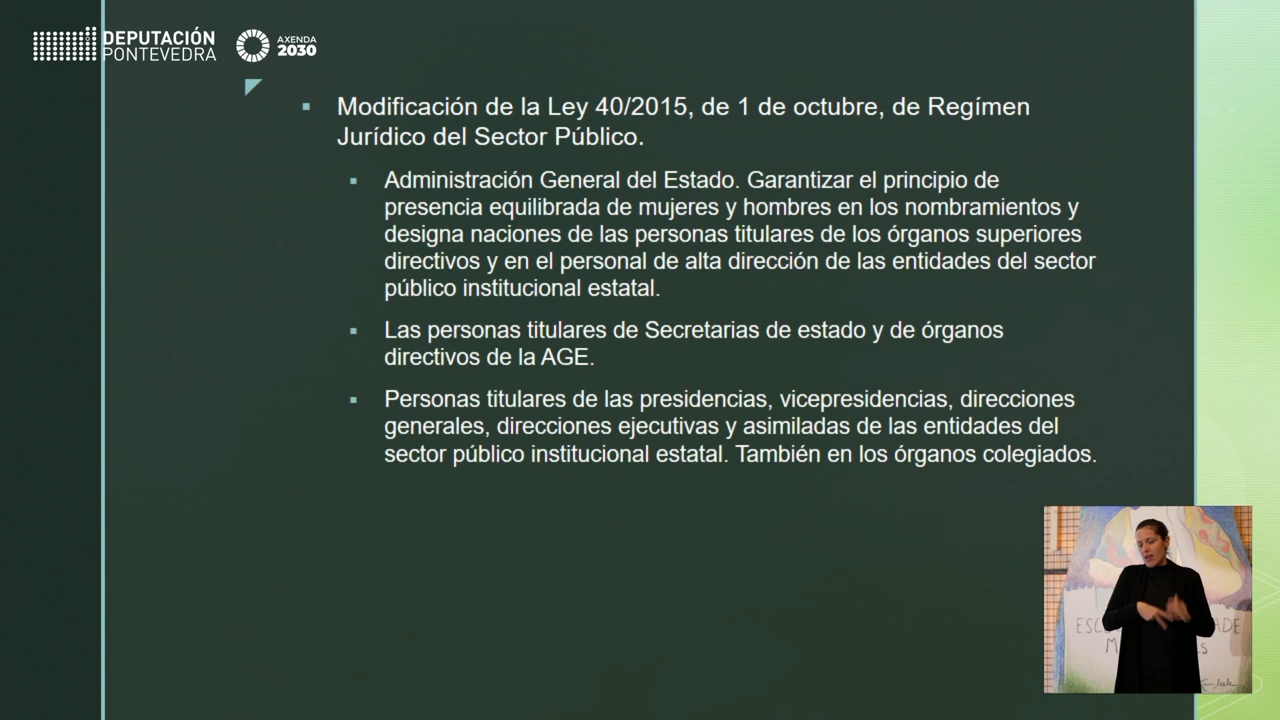 DEPUTACIÓN
PONTEVEDRA
AXENDA
2030
Modificación de la Ley 40/2015, de 1 de octubre, de Regímen
Jurídico del Sector Público.
Administración General del Estado. Garantizar el principio de
presencia equilibrada de mujeres y hombres en los nombramientos y
designa naciones de las personas titulares de los órganos superiores
directivos y en el personal de alta dirección de las entidades del sector
público institucional estatal.
Las personas titulares de Secretarias de estado y de órganos
directivos de la AGE.
Personas titulares de las presidencias, vicepresidencias, direcciones
generales, direcciones ejecutivas y asimiladas de las entidades del
sector público institucional estatal. También en los órganos colegiados.